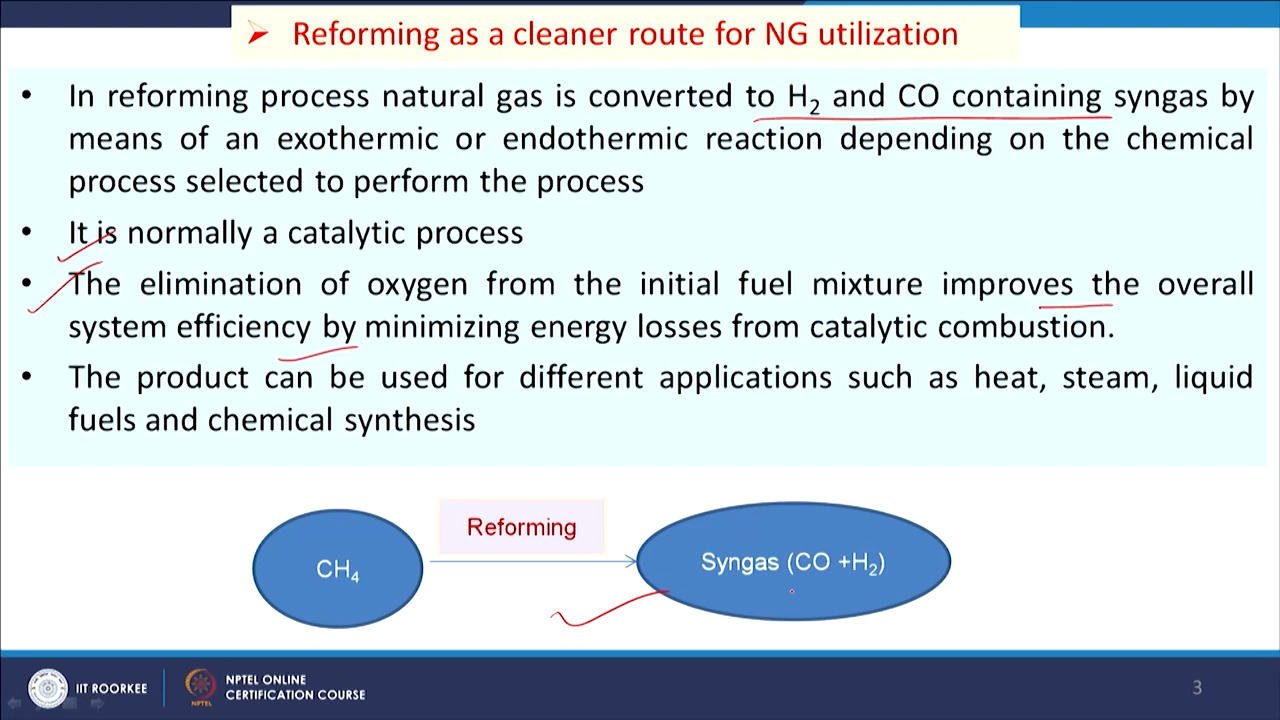 ➢ Reforming as a cleaner route for NG utilization
• In reforming process natural gas is converted to H₂ and CO containing syngas by
means of an exothermic or endothermic reaction depending on the chemical
process selected to perform the process
• It is normally a catalytic process
• The elimination of oxygen from the initial fuel mixture improves the overall
system efficiency by minimizing energy losses from catalytic combustion.
• The product can be used for different applications such as heat, steam, liquid
fuels and chemical synthesis
Reforming
CH₄
Syngas (CO +H₂)
IIT ROORKEE
NPTEL
NPTEL ONLINE
CERTIFICATION COURSE
3